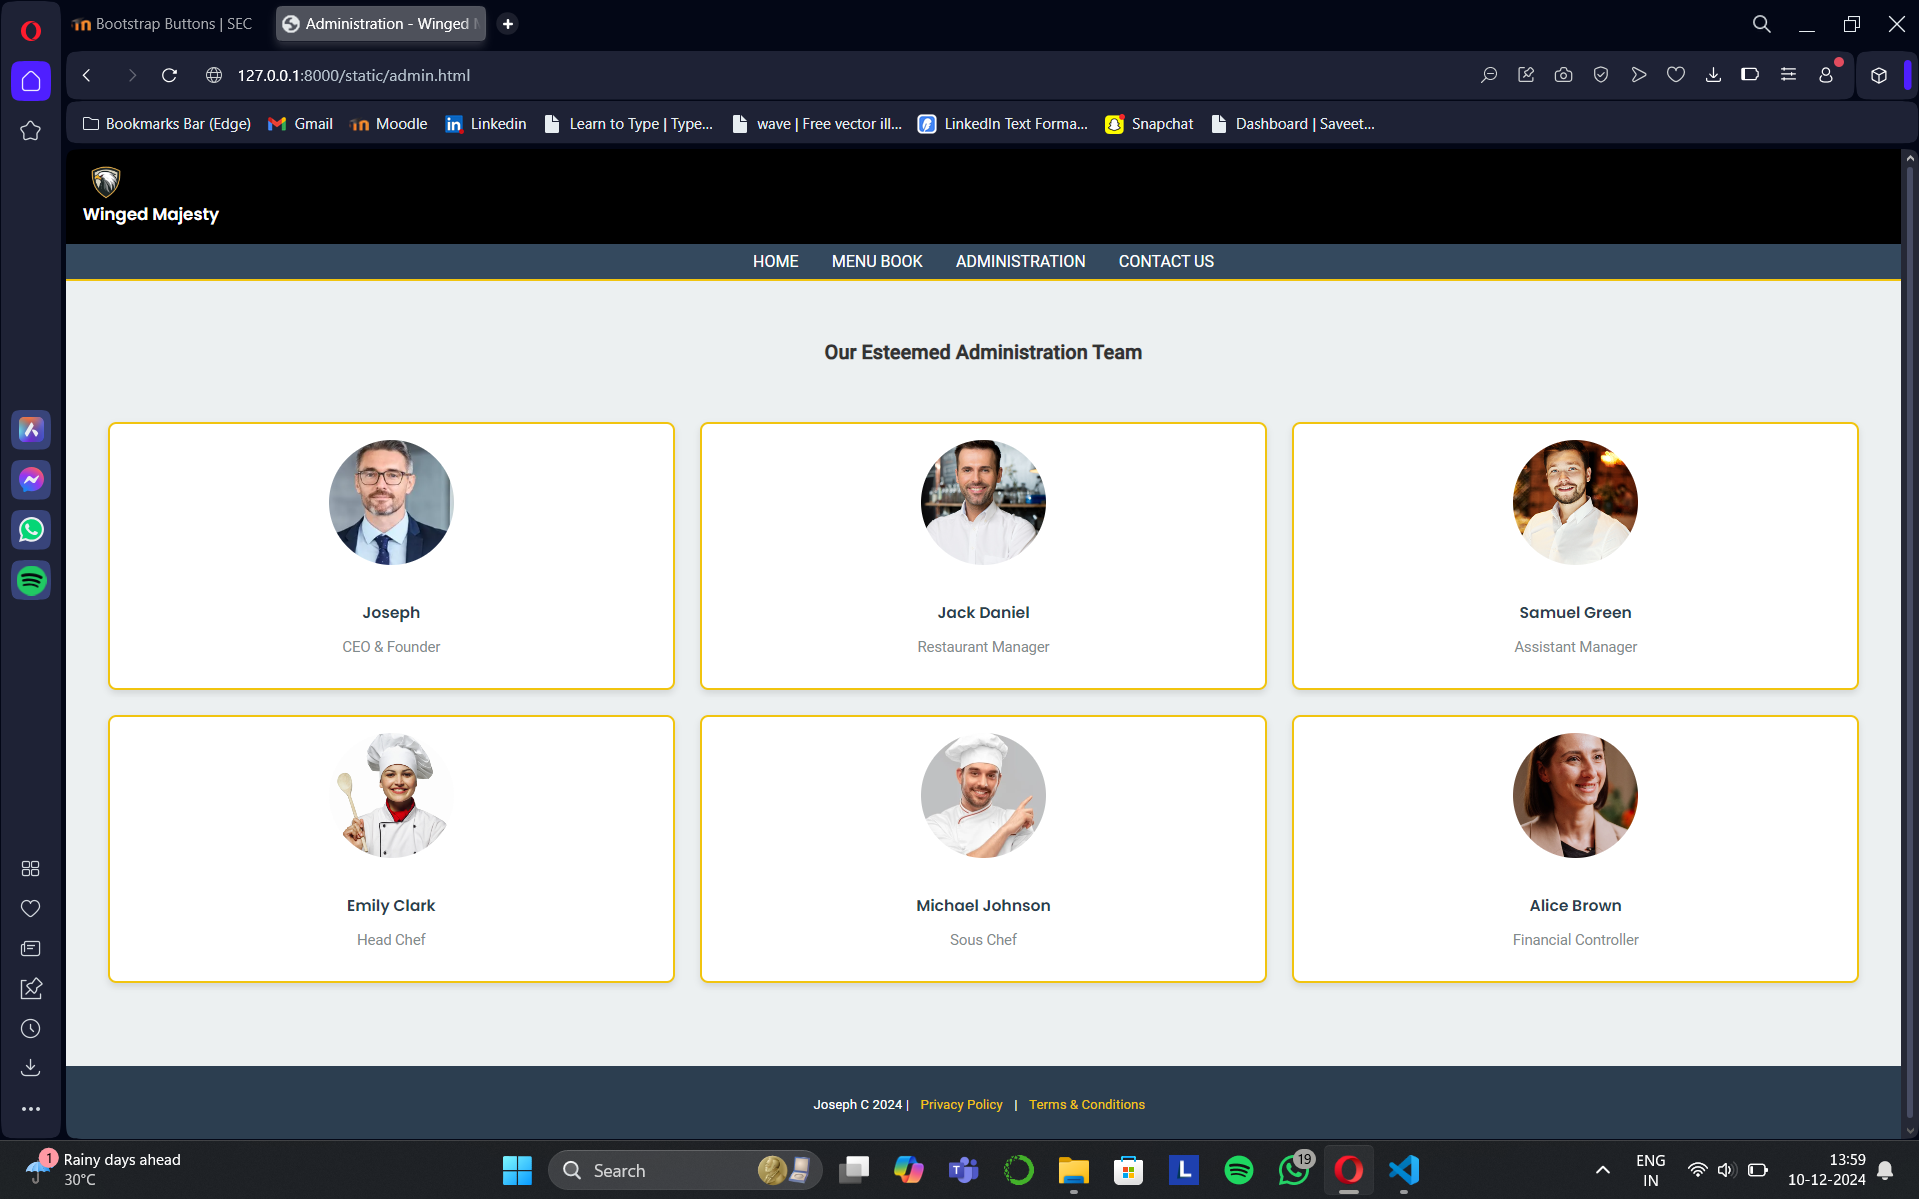 Bootstrap Buttons | SEC
Administration - Winged M
127.0.0.1:8000/static/admin.html
Bookmarks Bar (Edge)
Gmail
Moodle
Linkedin
Learn to Type | Type...
wave | Free vector ill...
LinkedIn Text Forma...
Snapchat
Dashboard | Saveet...
Winged Majesty
HOME
MENU BOOK
ADMINISTRATION
CONTACT US
Our Esteemed Administration Team
Joseph
CEO & Founder
Jack Daniel
Restaurant Manager
Samuel Green
Assistant Manager
Emily Clark
Head Chef
Michael Johnson
Sous Chef
Alice Brown
Financial Controller
Joseph C 2024 | Privacy Policy | Terms & Conditions
1
Rainy days ahead
30°C
Search
L
19
ENG
IN
13:59
10-12-2024